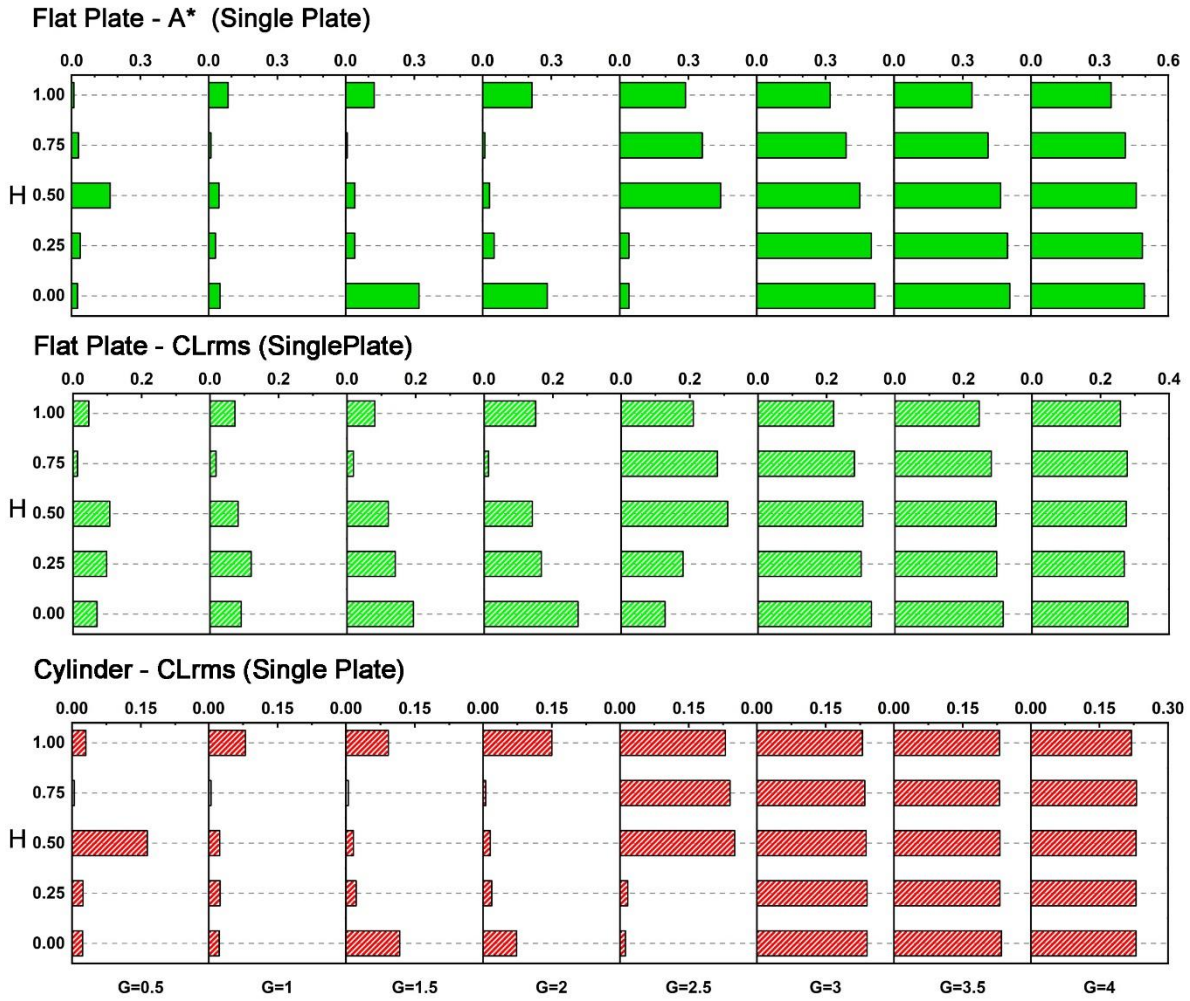 Flat Plate - A* (Single Plate)
0.0 0.3 0.0 0.3 0.0 0.3 0.0 0.3 0.0 0.3 0.0 0.3 0.0 0.3 0.0 0.3 0.6
1.00
0.75
H 0.50
0.25
0.00
Flat Plate - CLrms (SinglePlate)
0.0 0.2 0.0 0.2 0.0 0.2 0.0 0.2 0.0 0.2 0.0 0.2 0.0 0.2 0.0 0.2 0.4
1.00
0.75
H 0.50
0.25
0.00
Cylinder - CLrms (Single Plate)
0.00 0.15 0.00 0.15 0.00 0.15 0.00 0.15 0.00 0.15 0.00 0.15 0.00 0.15 0.00 0.15 0.30
1.00
0.75
H 0.50
0.25
0.00
G=0.5 G=1 G=1.5 G=2 G=2.5 G=3 G=3.5 G=4